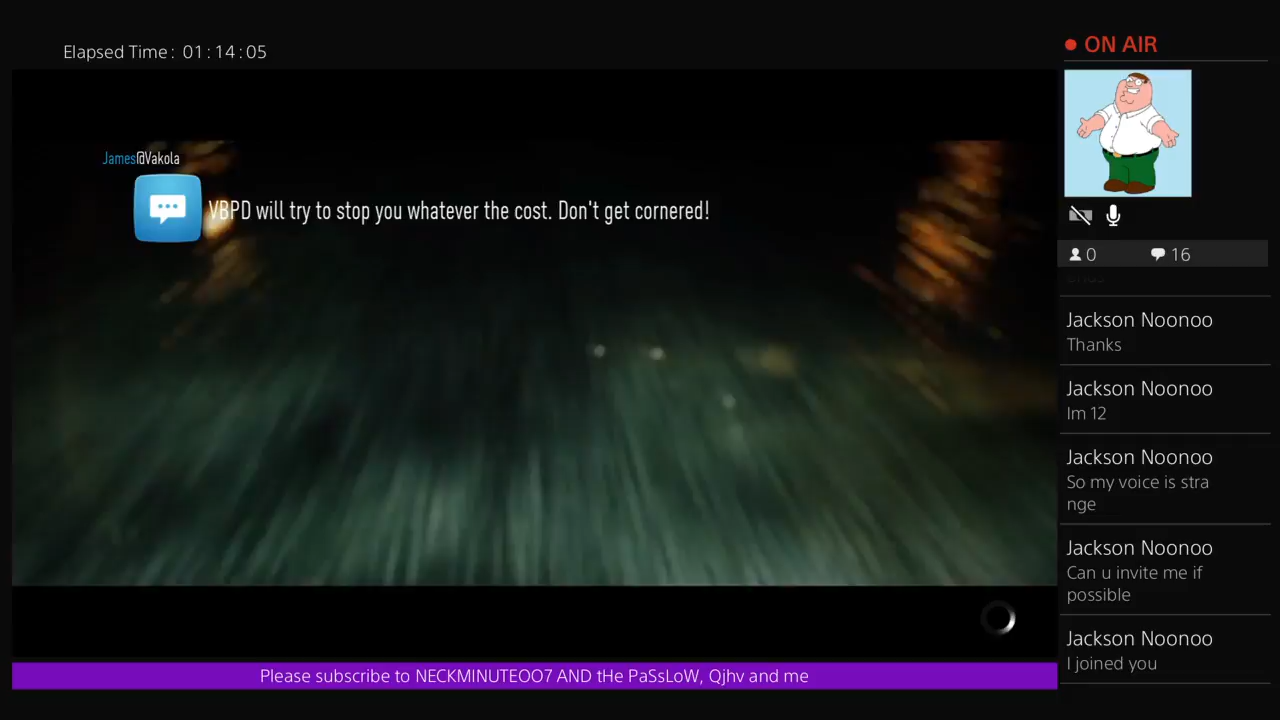 Elapsed Time: 01:14:05
ON AIR
James@Vakola
VBPD will try to stop you whatever the cost. Don't get cornered!
0
16
Jackson Noonoo
Thanks
Jackson Noonoo
Im 12
Jackson Noonoo
So my voice is stra
nge
Jackson Noonoo
Can u invite me if
possible
Jackson Noonoo
I joined you
Please subscribe to NECKMINUTEOO7 AND tHe PaSsLoW, Qjhv and me